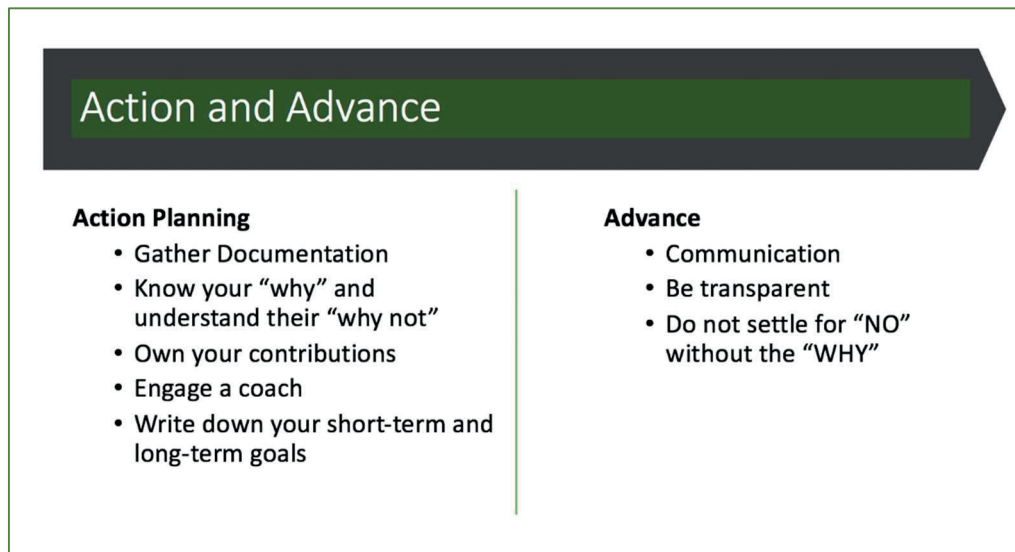 Action and Advance
Action Planning
• Gather Documentation
• Know your “why” and
understand their “why not”
• Own your contributions
• Engage a coach
• Write down your short-term and
long-term goals
Advance
• Communication
• Be transparent
• Do not settle for “NO”
without the “WHY”